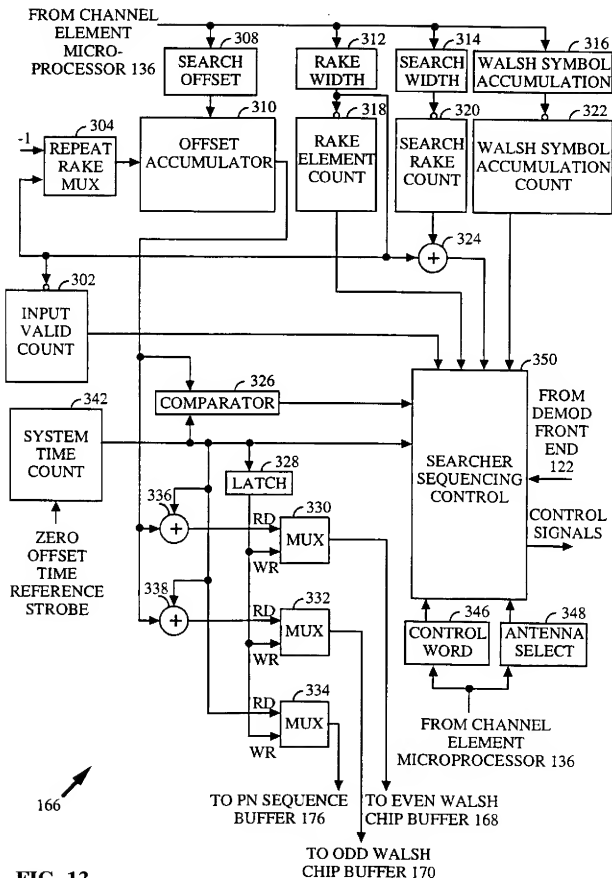 FROM CHANNEL
ELEMENT
MICRO-
PROCESSOR 136
308
312
314
316
SEARCH
OFFSET
RAKE
WIDTH
SEARCH
WIDTH
WALSH SYMBOL
ACCUMULATION
310
318
320
322
-1
304
REPEAT
RAKE
MUX
OFFSET
ACCUMULATOR
RAKE
ELEMENT
COUNT
SEARCH
RAKE
COUNT
WALSH SYMBOL
ACCUMULATION
COUNT
324
+
302
INPUT
VALID
COUNT
350
326
COMPARATOR
342
SYSTEM
TIME
COUNT
FROM
DEMOD
FRONT
END
122
SEARCHER
SEQUENCING
CONTROL
328
LATCH
336
+
RD
330
MUX
WR
CONTROL
SIGNALS
ZERO
OFFSET
TIME
REFERENCE
STROBE
338
+
RD
332
MUX
WR
346
CONTROL
WORD
348
ANTENNA
SELECT
RD
334
MUX
WR
FROM CHANNEL
ELEMENT
MICROPROCESSOR 136
166
TO PN SEQUENCE
BUFFER 176
TO EVEN WALSH
CHIP BUFFER 168
TO ODD WALSH
CHIP BUFFER 170
FIG. 13